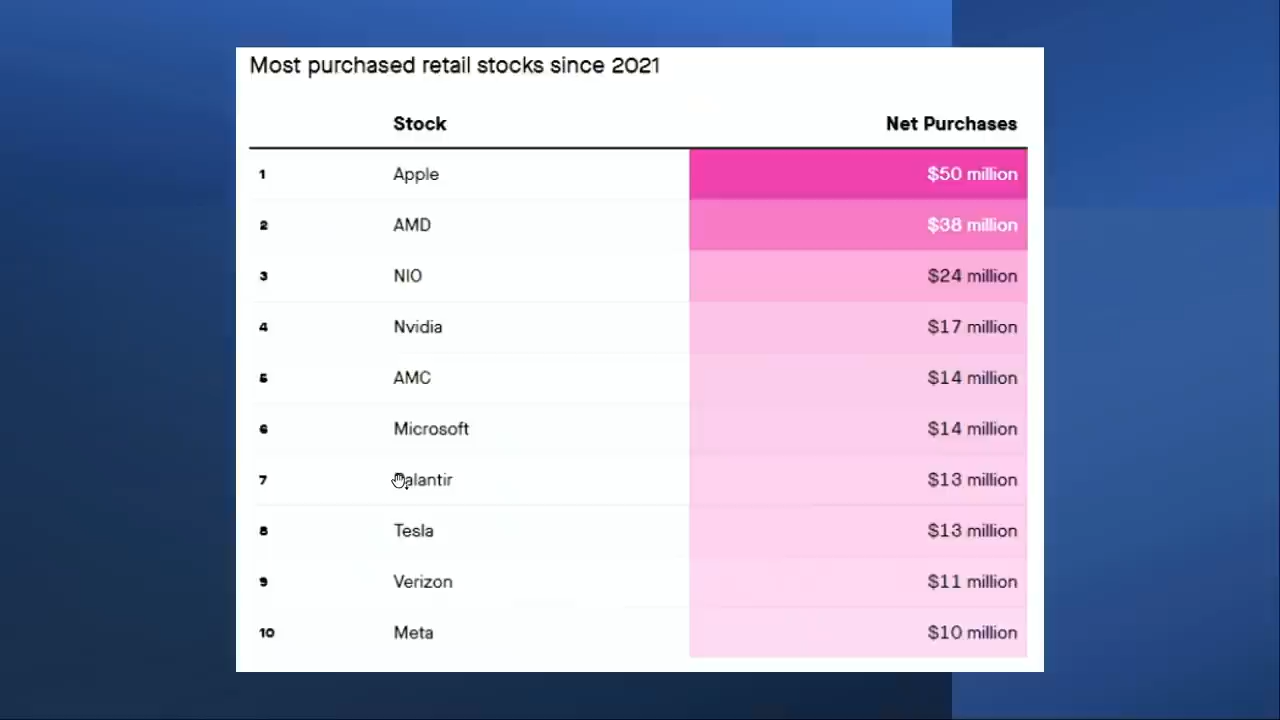 Most purchased retail stocks since 2021
Stock Net Purchases
1 Apple $50 million
2 AMD $38 million
3 NIO $24 million
4 Nvidia $17 million
5 AMC $14 million
6 Microsoft $14 million
7 Palantir $13 million
8 Tesla $13 million
9 Verizon $11 million
10 Meta $10 million